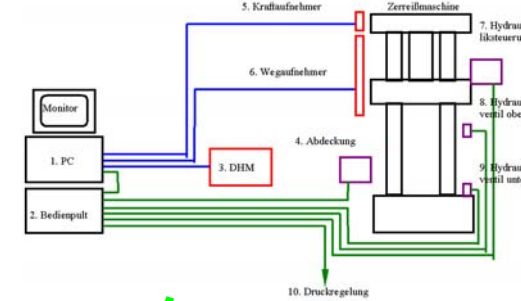 5. Kraftaufnehmer
Zerreißmaschine
7. Hydrau
liksteueru
6. Wegaufnehmer
Monitor
8. Hydrau
ventil obe
4. Abdeckung
1. PC
3. DHM
9. Hydrau
ventil unte
2. Bedienpult
10. Druckregelung